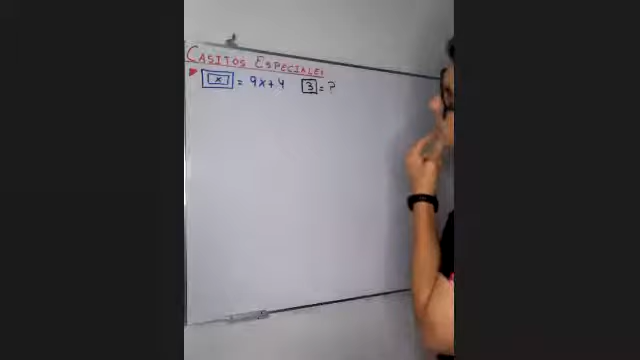 CASITOS ESPECIALES
x = 9x+4 3 = ?